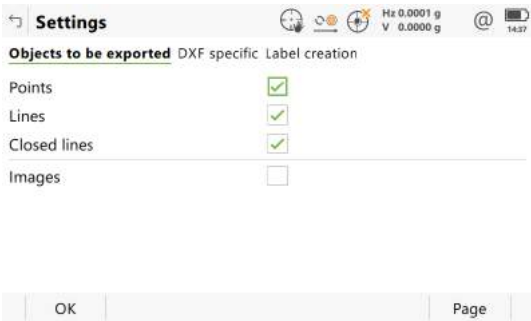 Settings
Hz 0.0001 g
V 0.0000 g
@
14:37
Objects to be exported DXF specific Label creation
Points
Lines
Closed lines
Images
OK Page